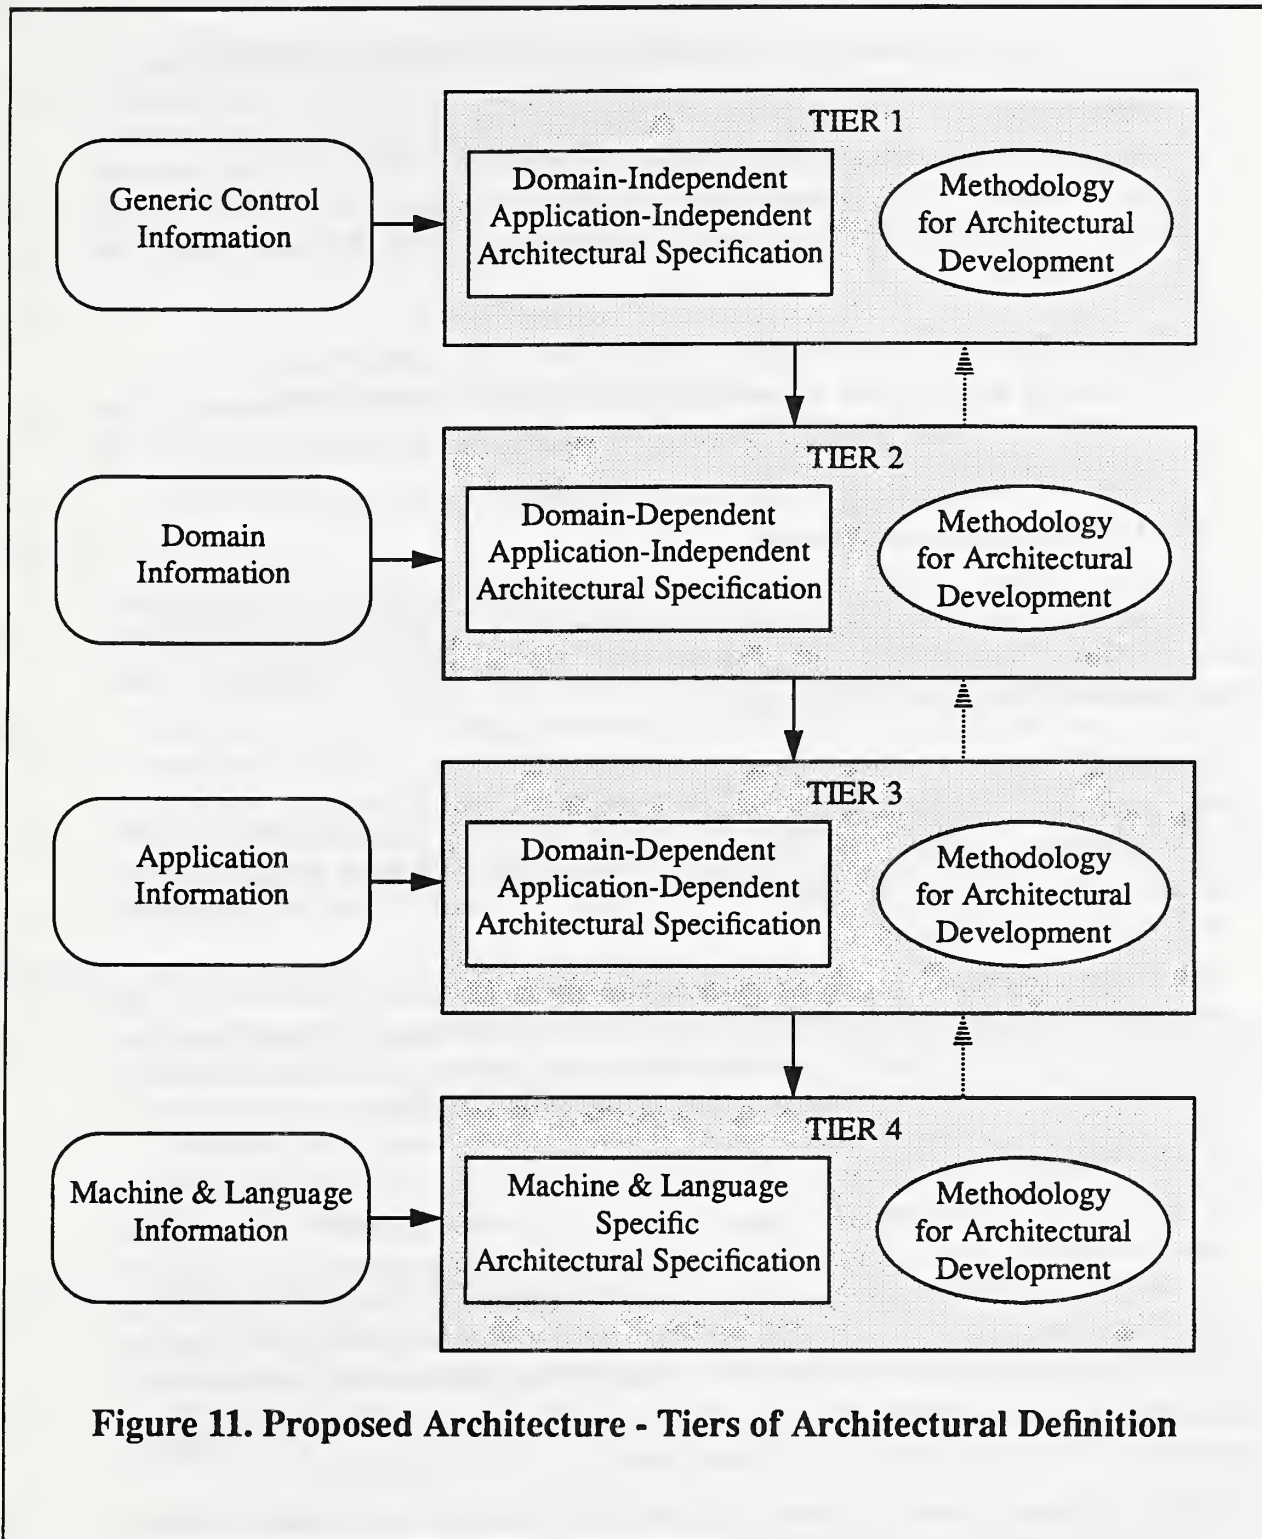 TIER 1
Generic Control
Information
Domain-Independent
Application-Independent
Architectural Specification
Methodology
for Architectural
Development
TIER 2
Domain
Information
Domain-Dependent
Application-Independent
Architectural Specification
Methodology
for Architectural
Development
TIER 3
Application
Information
Domain-Dependent
Application-Dependent
Architectural Specification
Methodology
for Architectural
Development
TIER 4
Machine & Language
Information
Machine & Language
Specific
Architectural Specification
Methodology
for Architectural
Development
Figure 11. Proposed Architecture - Tiers of Architectural Definition